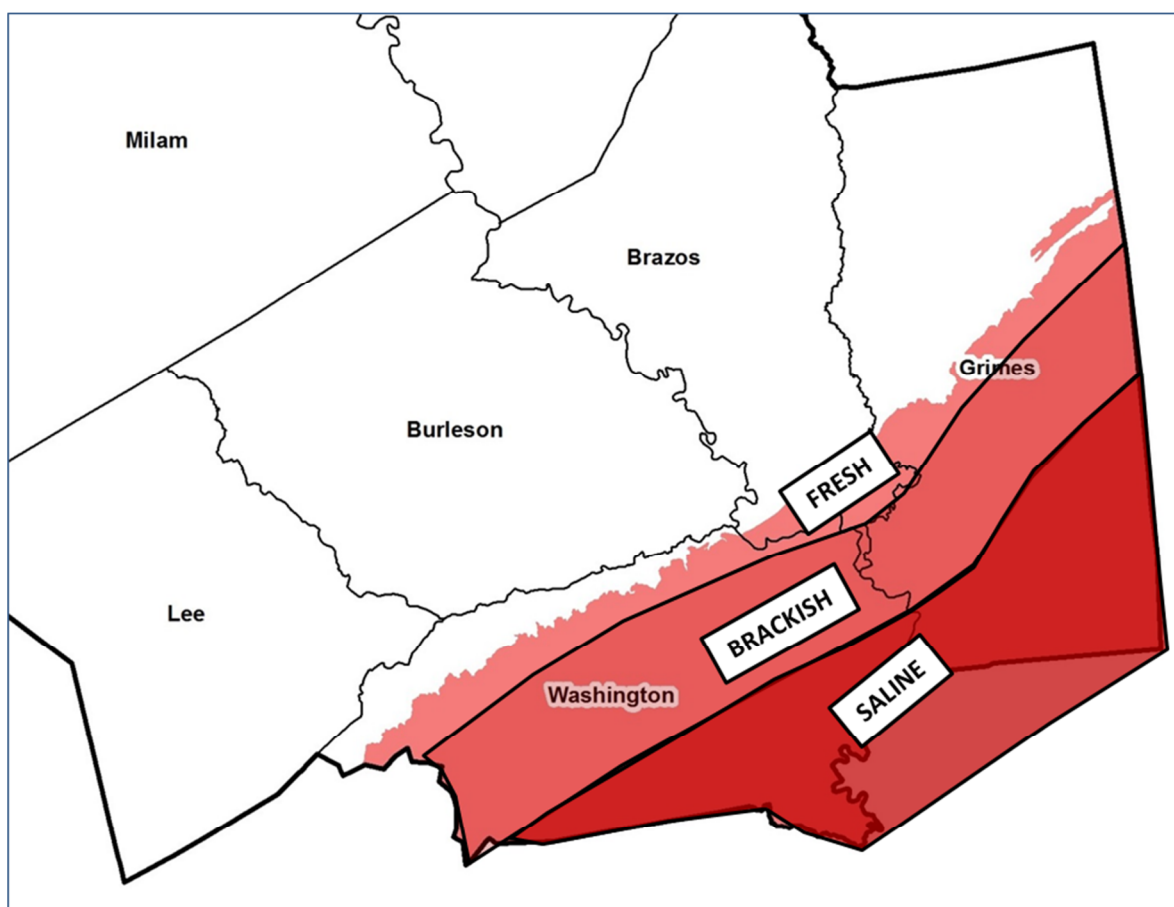 Milam
Brazos
Grimes
Burleson
FRESH
Lee
BRACKISH
Washington
SALINE